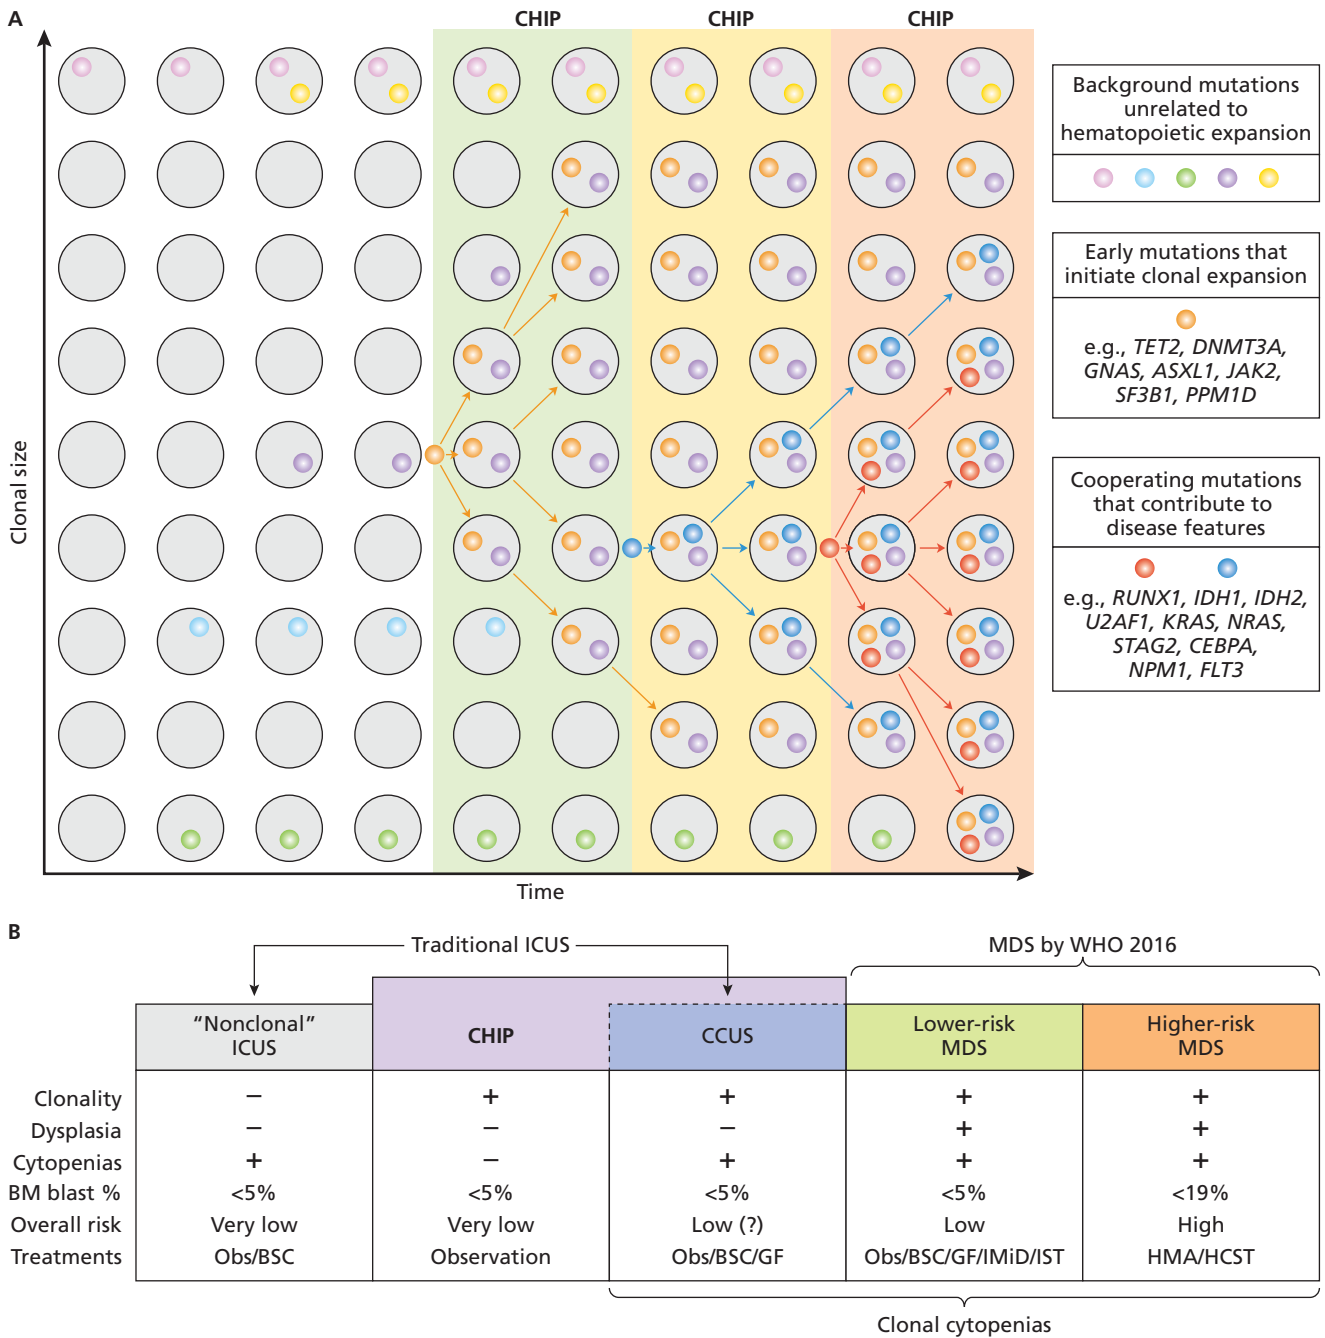 A
CHIP
CHIP
CHIP
Clonal size
Time
Background mutations
unrelated to
hematopoietic expansion
Early mutations that
initiate clonal expansion
e.g., TET2, DNMT3A,
GNAS, ASXL1, JAK2,
SF3B1, PPM1D
Cooperating mutations
that contribute to
disease features
e.g., RUNX1, IDH1, IDH2,
U2AF1, KRAS, NRAS,
STAG2, CEBPA,
NPM1, FLT3
B
Traditional ICUS
MDS by WHO 2016
“Nonclonal”
ICUS
CHIP
CCUS
Lower-risk
MDS
Higher-risk
MDS
Clonality − + + + +
Dysplasia − − − + +
Cytopenias + − + + +
BM blast % <5% <5% <5% <5% <19%
Overall risk Very low Very low Low (?) Low High
Treatments Obs/BSC Observation Obs/BSC/GF Obs/BSC/GF/IMiD/IST HMA/HCST
Clonal cytopenias